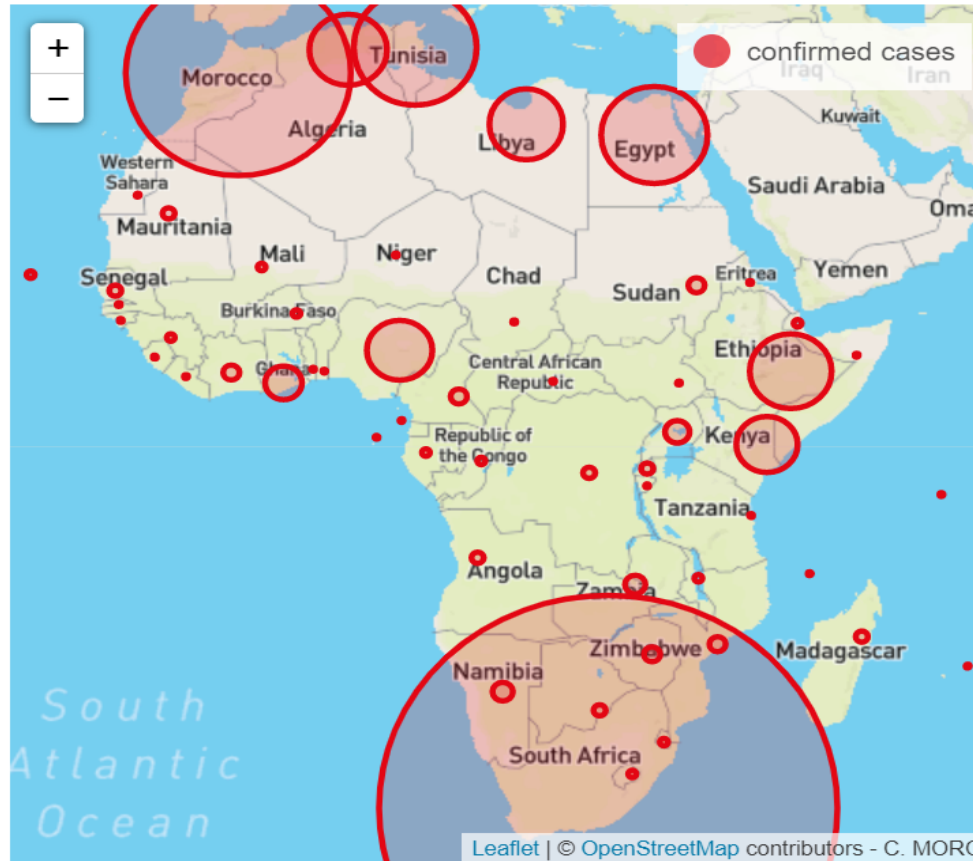 +
−
confirmed cases
Morocco
Tunisia
Iraq
Iran
Algeria
Libya
Egypt
Kuwait
Western
Sahara
Saudi Arabia
Oma
Mauritania
Mali
Niger
Chad
Senegal
Sudan
Eritrea
Yemen
Burkina Faso
Ethiopia
Ghana
Central African
Republic
Republic of
the Congo
Kenya
Tanzania
Angola
Zambia
Zimbabwe
Madagascar
Namibia
South Africa
South
Atlantic
Ocean
Leaflet | © OpenStreetMap contributors - C. MORO